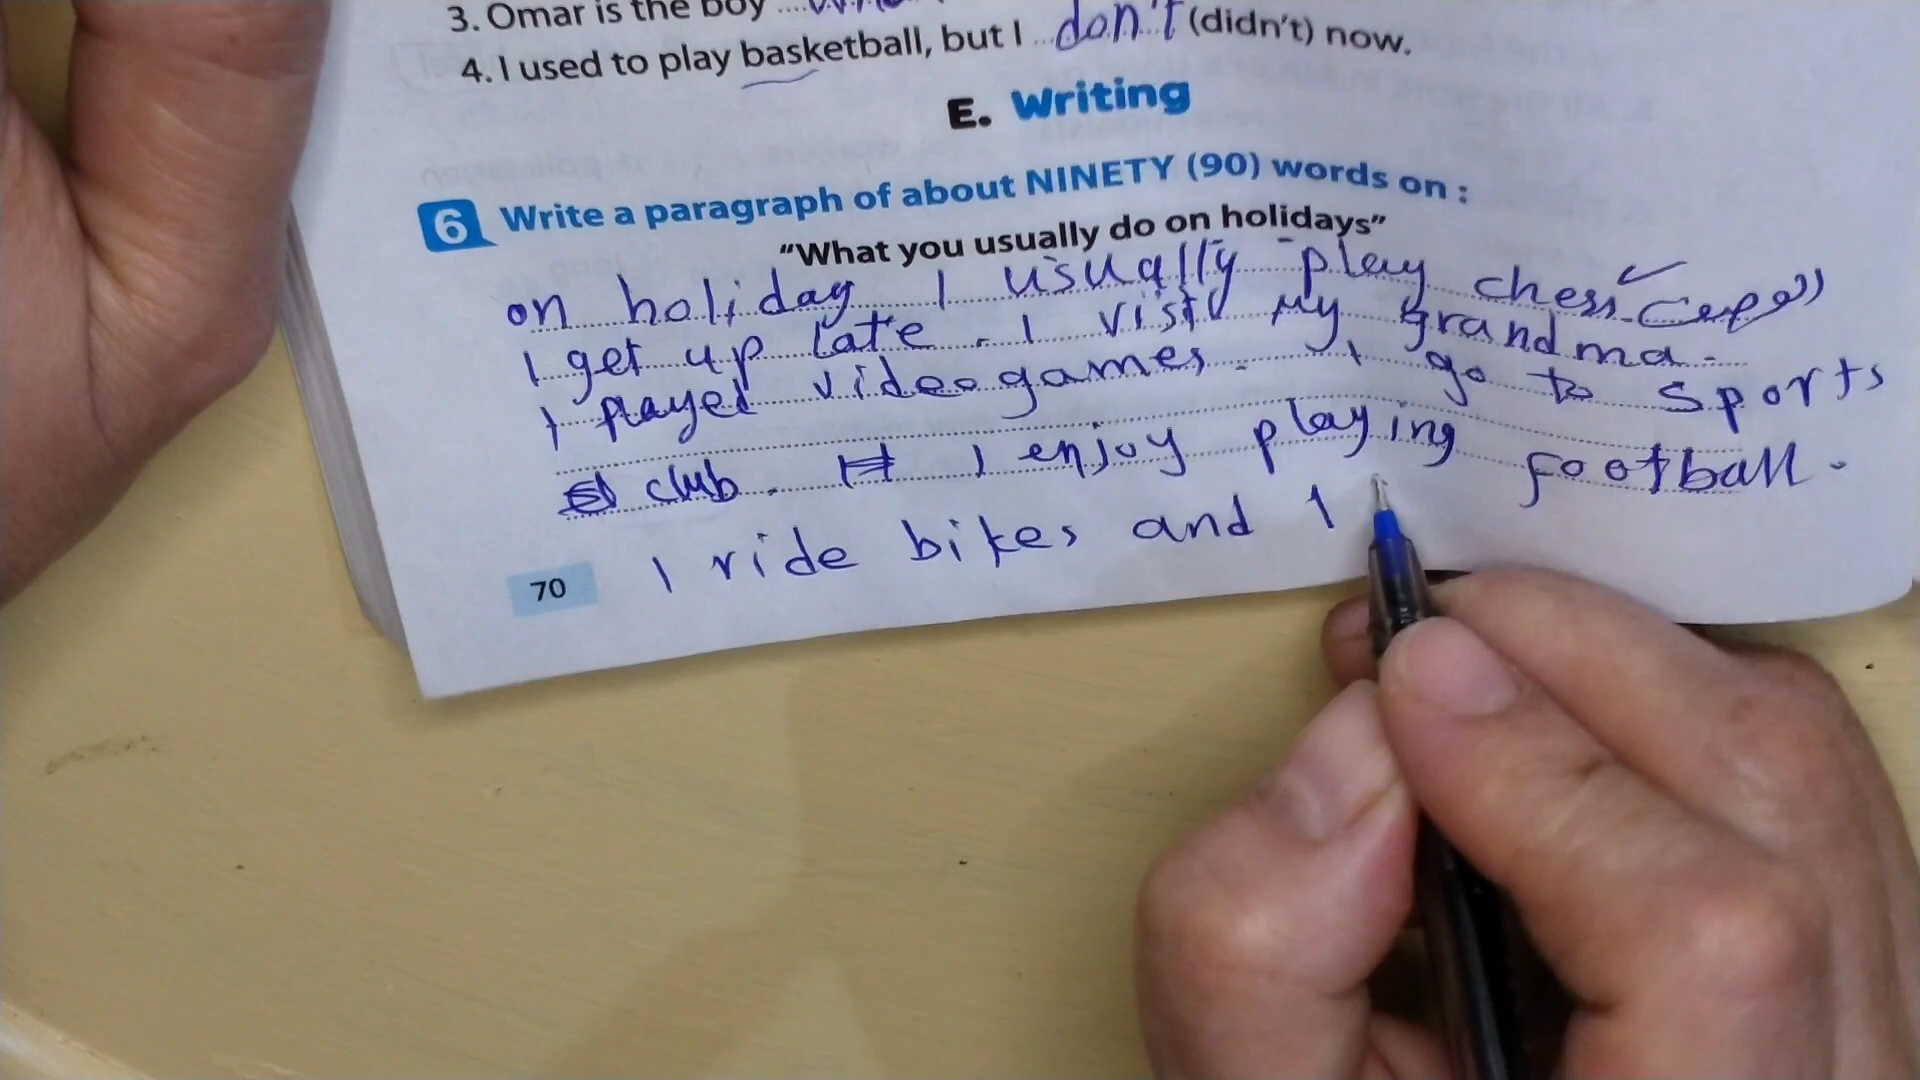 3. Omar is the boy ....
4. I used to play basketball, but I ...don't (didn't) now.
E. Writing
6 Write a paragraph of about NINETY (90) words on :
"What you usually do on holidays"
on holiday I usually play chess.
I get up late. I visit My grandma.
I played videogames. I go to sports
club. I enjoy playing football.
I ride bikes and I
70